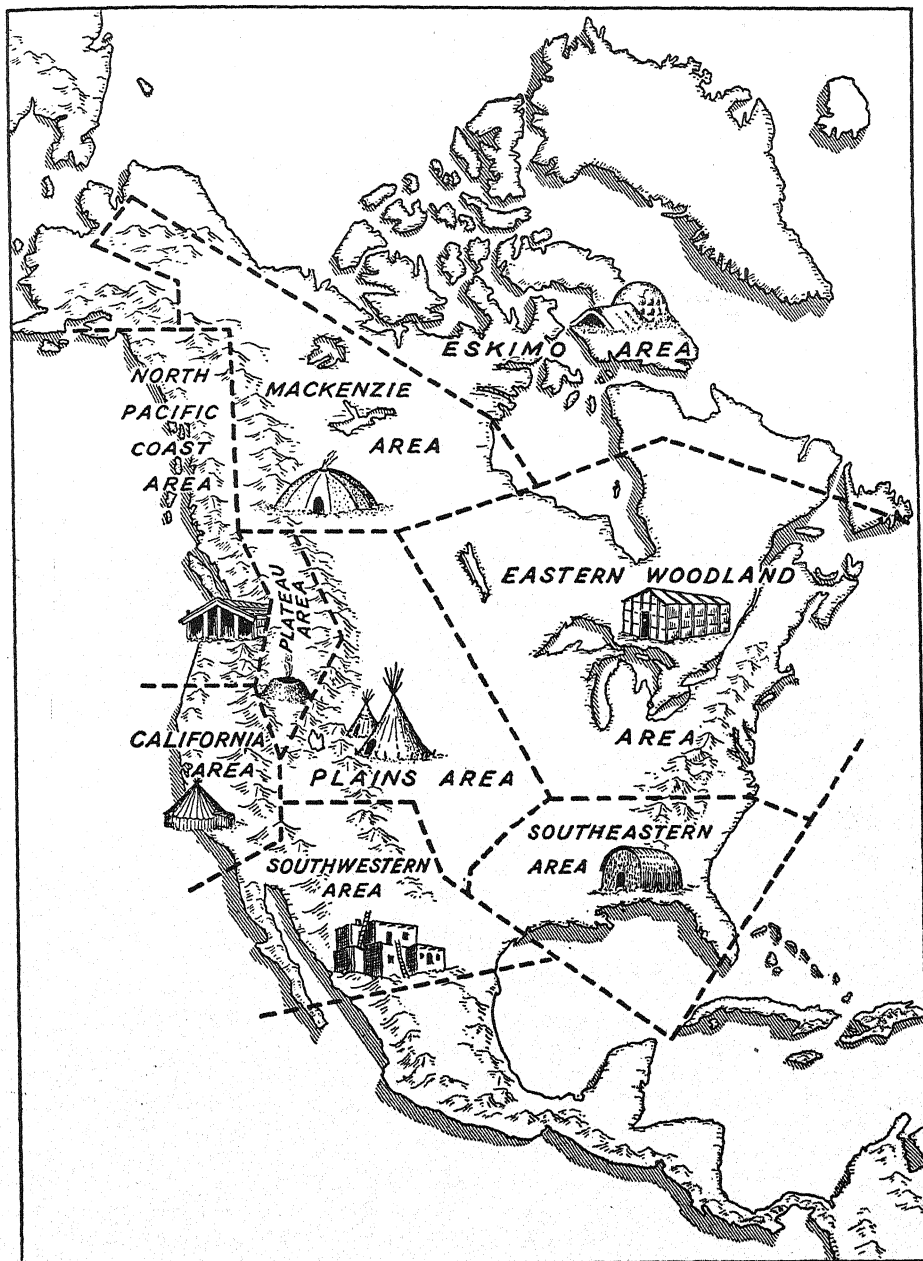 ESKIMO AREA
NORTH
PACIFIC
COAST
AREA
MACKENZIE
AREA
PLATEAU
AREA
EASTERN WOODLAND
AREA
CALIFORNIA
AREA
PLAINS AREA
SOUTHEASTERN
AREA
SOUTHWESTERN
AREA